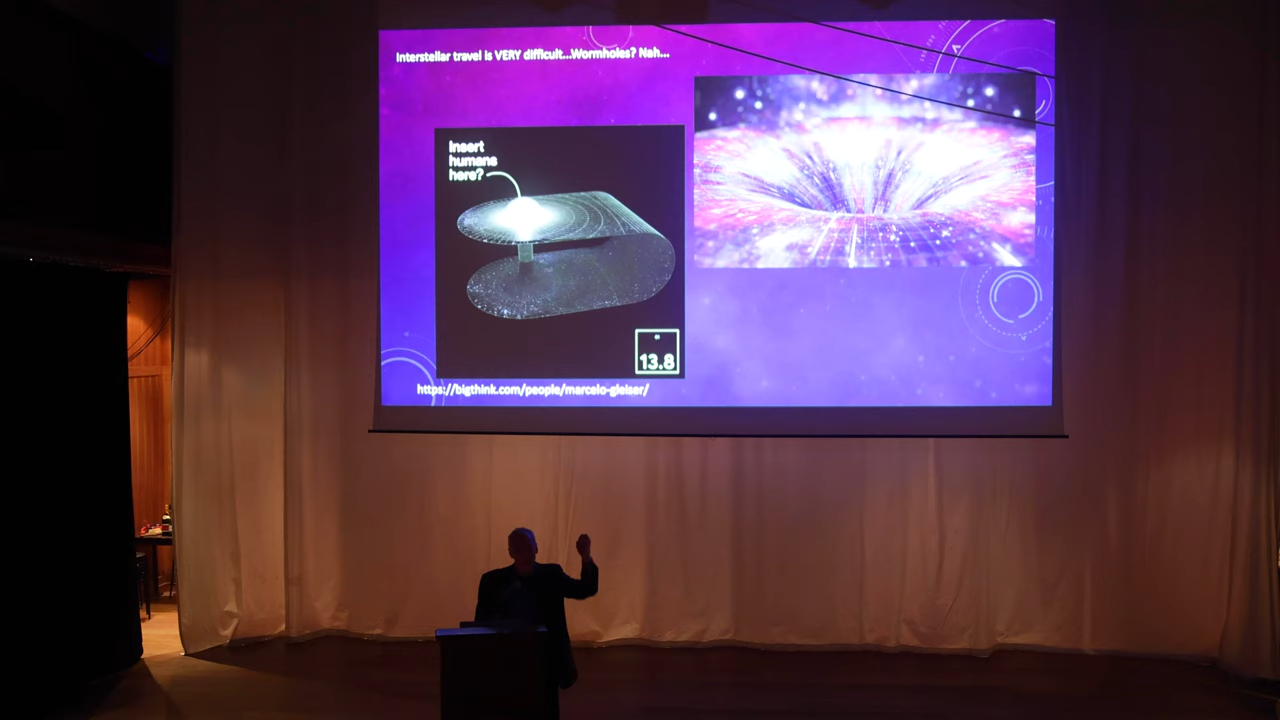 Interstellar travel is VERY difficult...Wormholes? Nah...
Insert
humans
here?
13.8
https://bigthink.com/people/marcelo-gleiser/